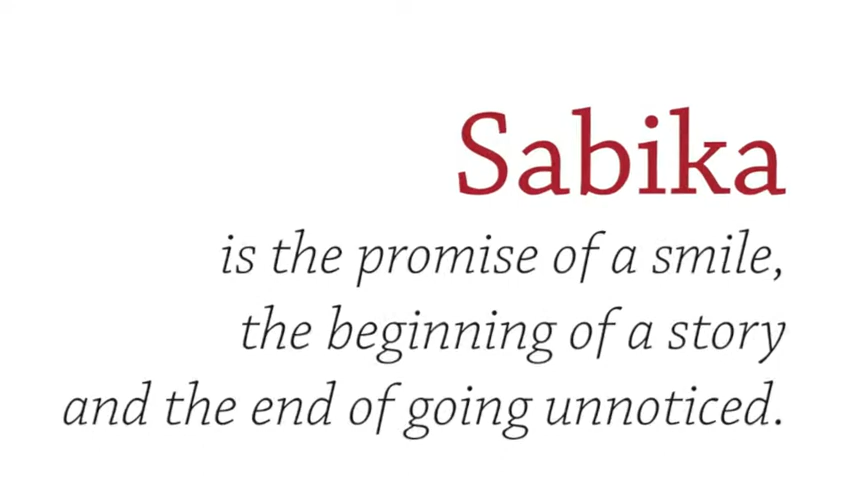 Sabika
is the promise of a smile,
the beginning of a story
and the end of going unnoticed.